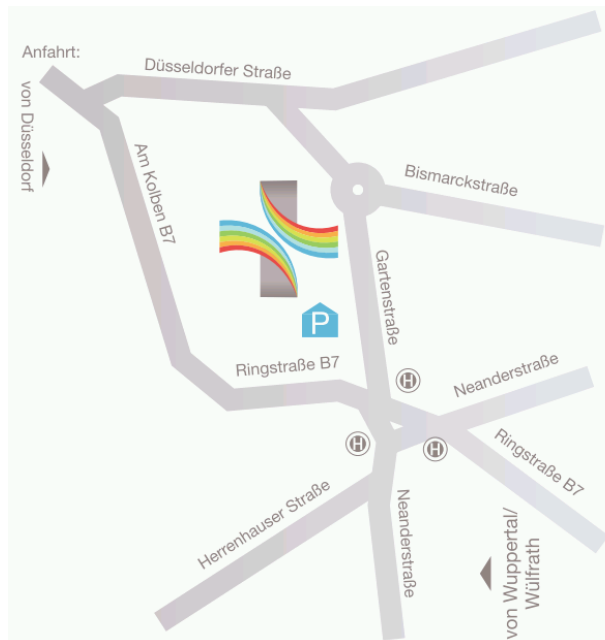 Anfahrt:
von Düsseldorf
Düsseldorfer Straße
Am Kolben B7
Bismarckstraße
Gartenstraße
P
Ringstraße B7
H
Neanderstraße
H
H
Ringstraße B7
Herrenhauser Straße
Neanderstraße
von Wuppertal/
Wülfrath